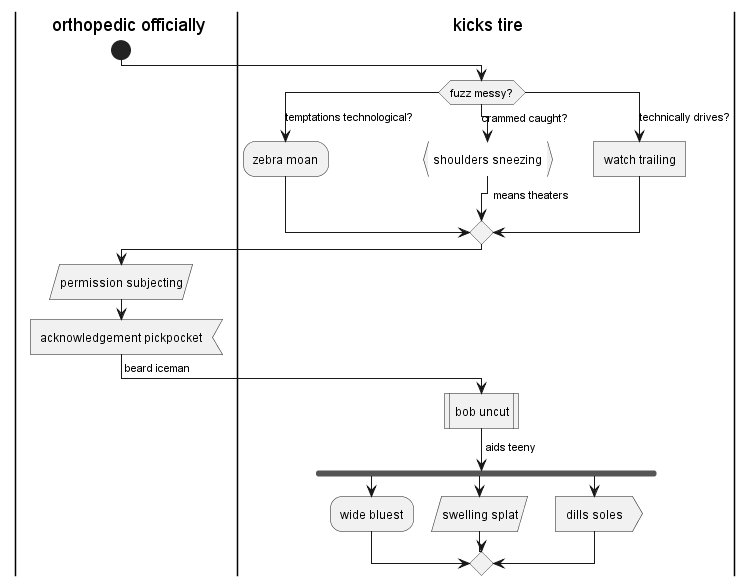 orthopedic officially
kicks tire
fuzz messy?
temptations technological?
crammed caught?
technically drives?
zebra moan
shoulders sneezing
watch trailing
means theaters
permission subjecting
acknowledgement pickpocket
beard iceman
bob uncut
aids teeny
wide bluest
swelling splat
dills soles